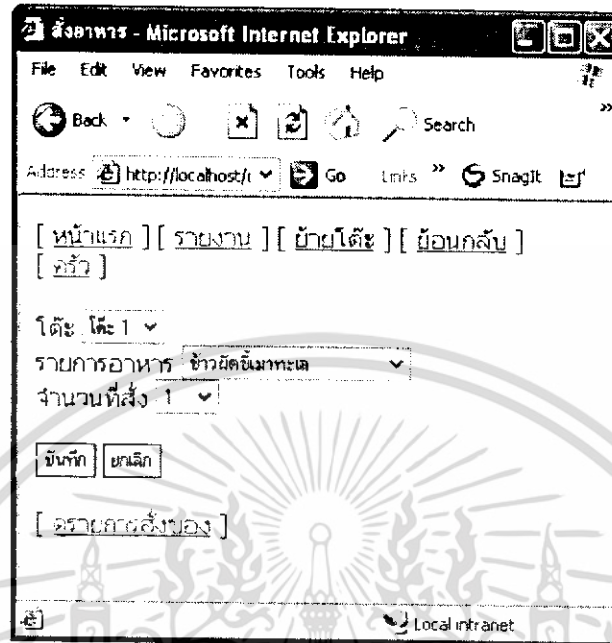 สั่งอาหาร - Microsoft Internet Explorer
File Edit View Favorites Tools Help
Back Search
Address http://localhost/ Go Links » SnagIt
[ หน้าแรก ] [ รายงาน ] [ ย้ายโต๊ะ ] [ ย้อนกลับ ]
[ ครัว ]
โต๊ะ โต๊ะ 1
รายการอาหาร ข้าวผัดขี้เมาทะเล
จำนวนที่สั่ง 1
บันทึก ยกเลิก
[ ดูรายการสั่งของ ]
Local intranet